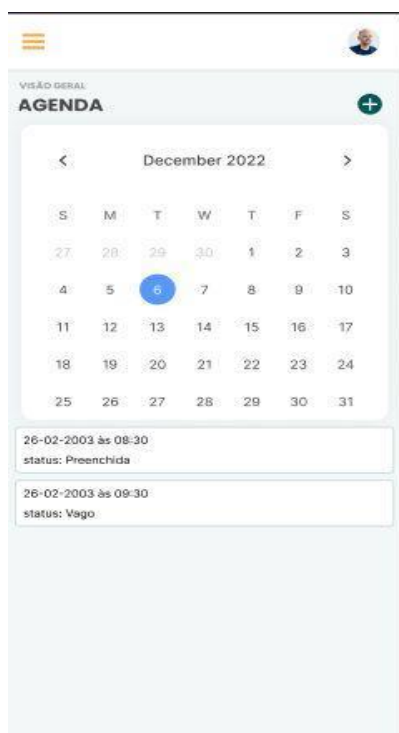 VISÃO GERAL
AGENDA
December 2022
S M T W T F S
27 28 29 30 1 2 3
4 5 6 7 8 9 10
11 12 13 14 15 16 17
18 19 20 21 22 23 24
25 26 27 28 29 30 31
26-02-2003 às 08:30
status: Preenchida
26-02-2003 às 09:30
status: Vago